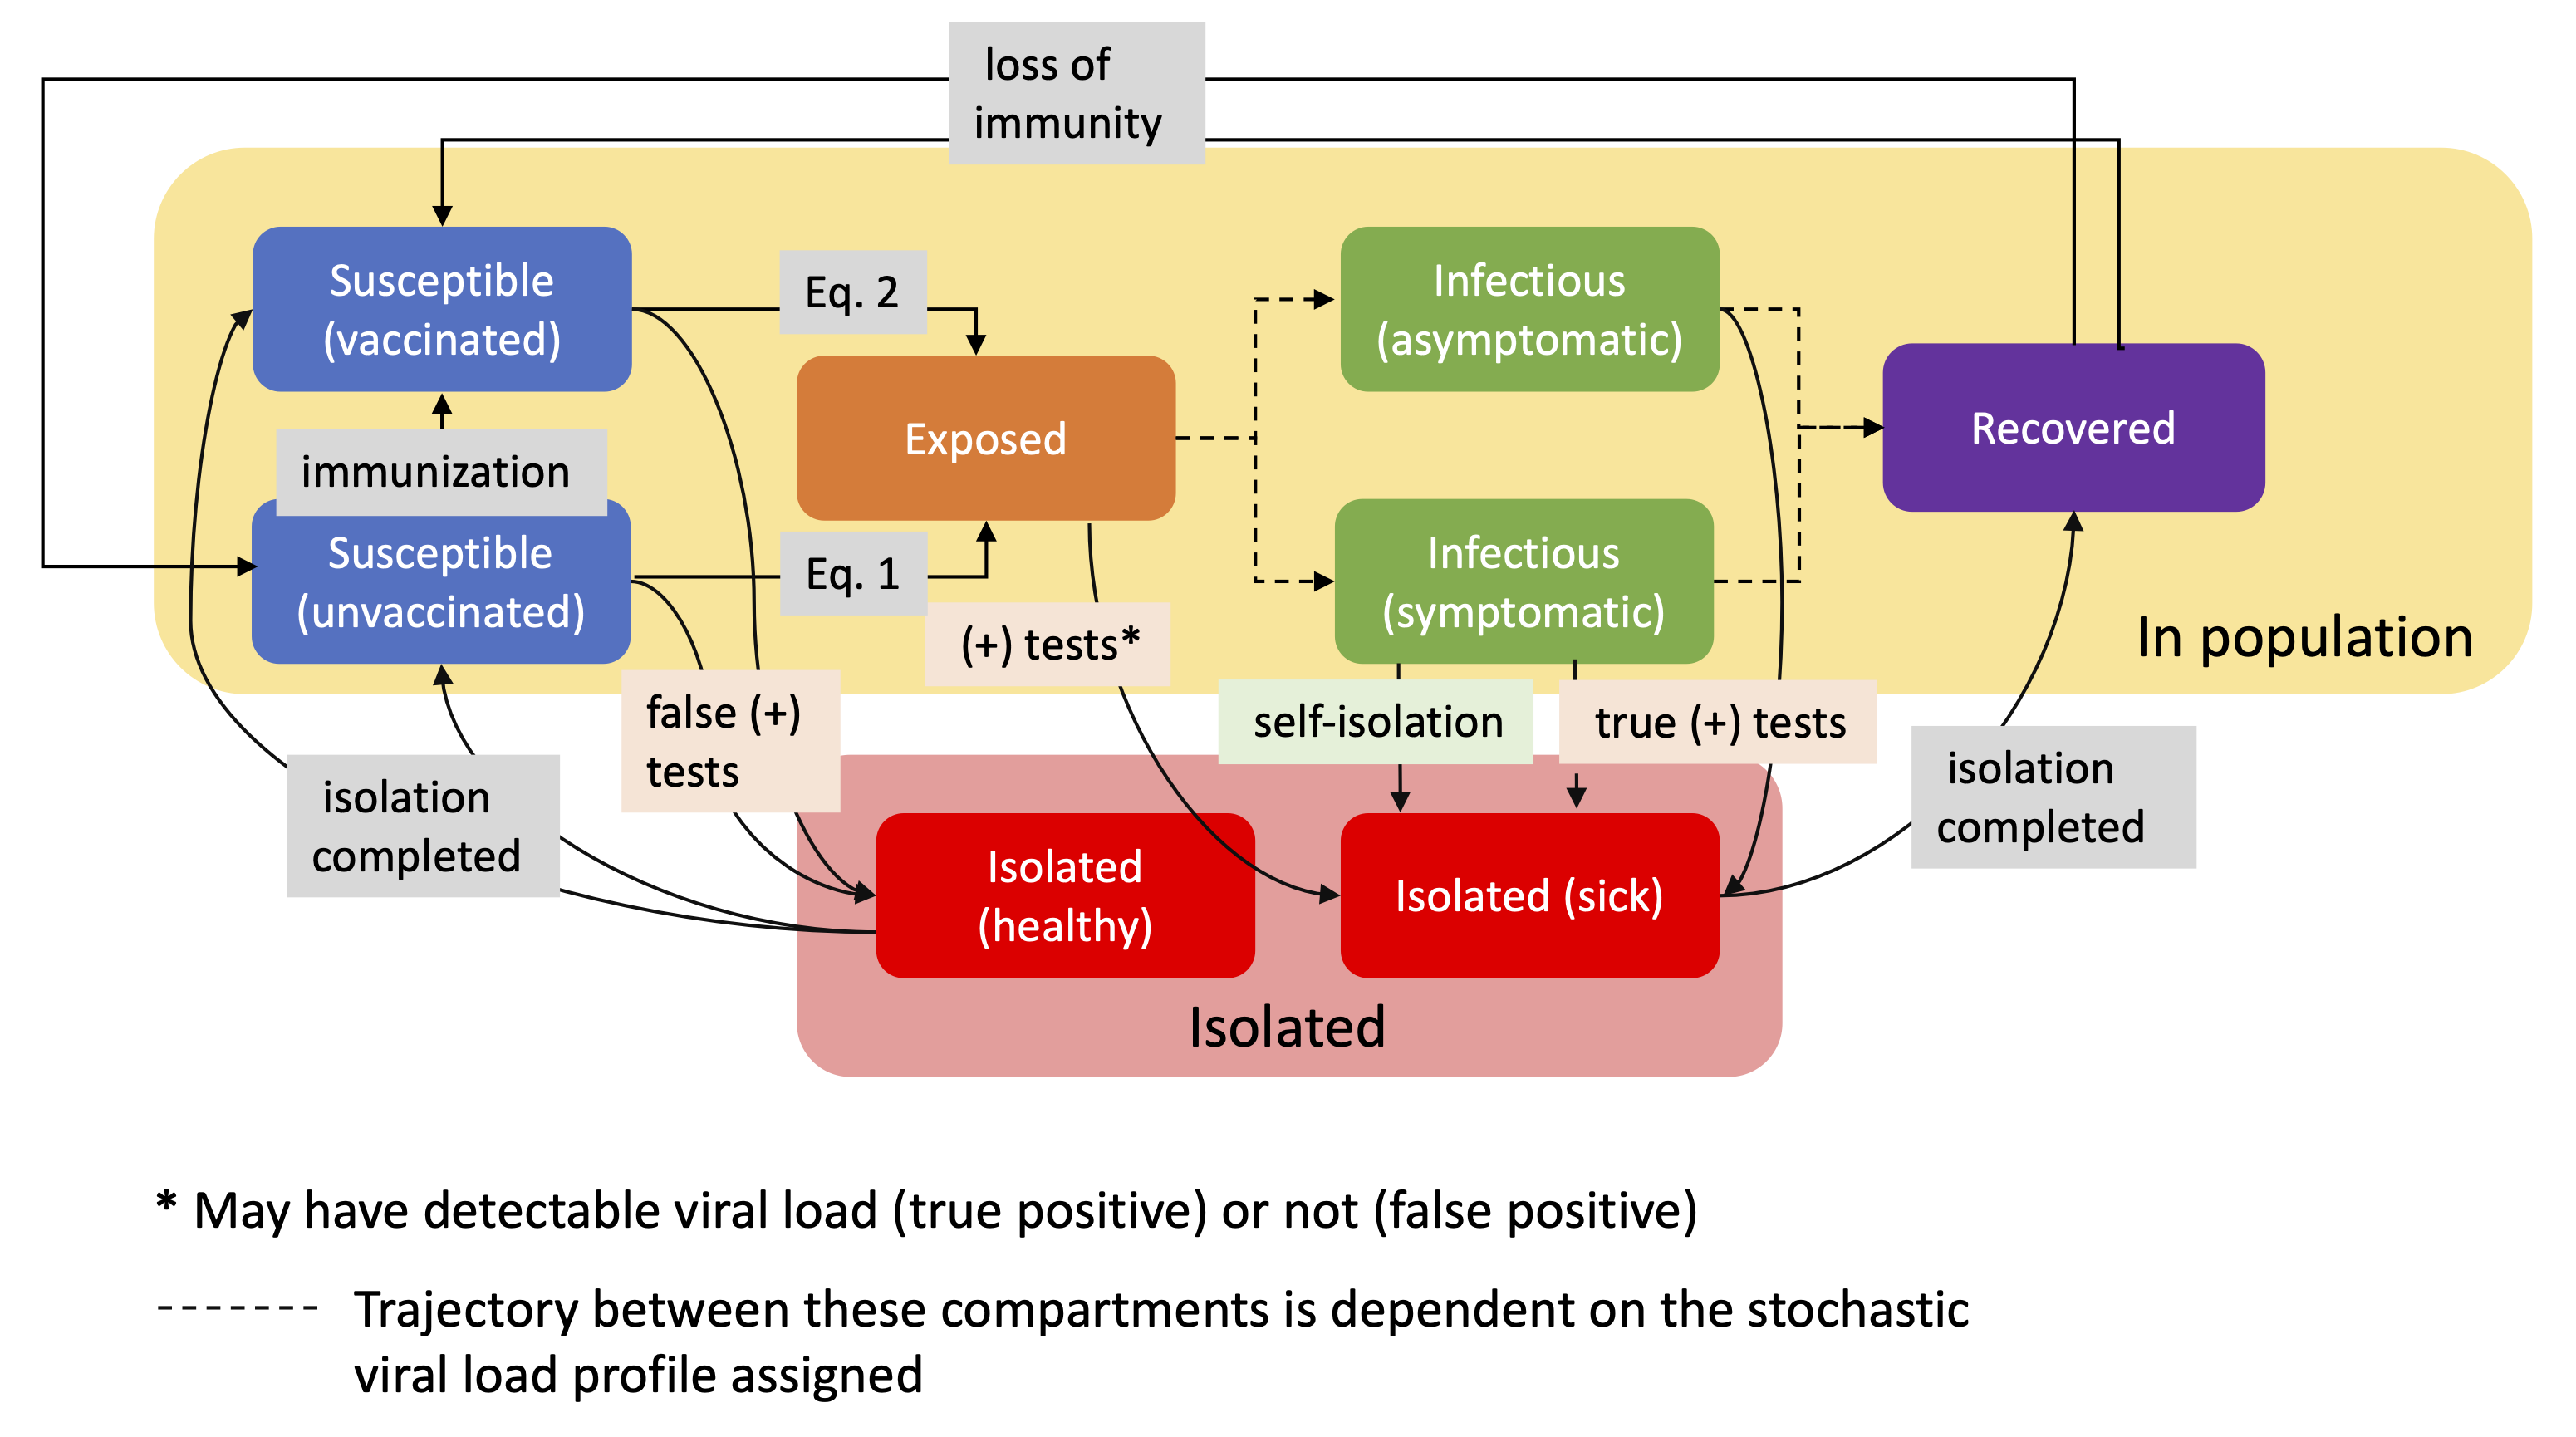 loss of
immunity
Susceptible
(vaccinated)
Eq. 2
Infectious
(asymptomatic)
Exposed
Recovered
immunization
Susceptible
(unvaccinated)
Eq. 1
Infectious
(symptomatic)
(+) tests*
In population
false (+)
tests
self-isolation
true (+) tests
isolation
completed
isolation
completed
Isolated
(healthy)
Isolated (sick)
Isolated
* May have detectable viral load (true positive) or not (false positive)
Trajectory between these compartments is dependent on the stochastic
viral load profile assigned